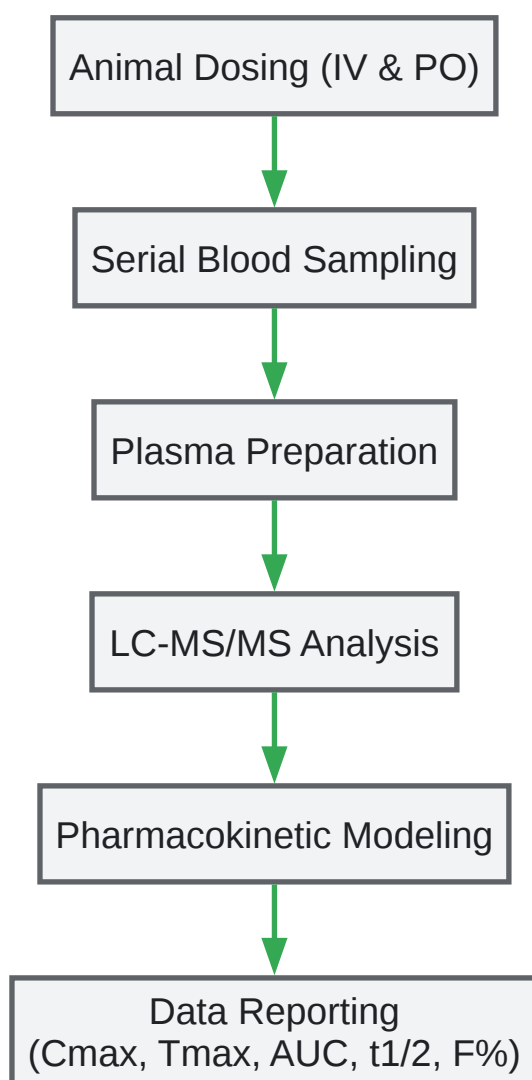 Animal Dosing (IV & PO)
Serial Blood Sampling
Plasma Preparation
LC-MS/MS Analysis
Pharmacokinetic Modeling
Data Reporting
(Cmax, Tmax, AUC, t1/2, F%)